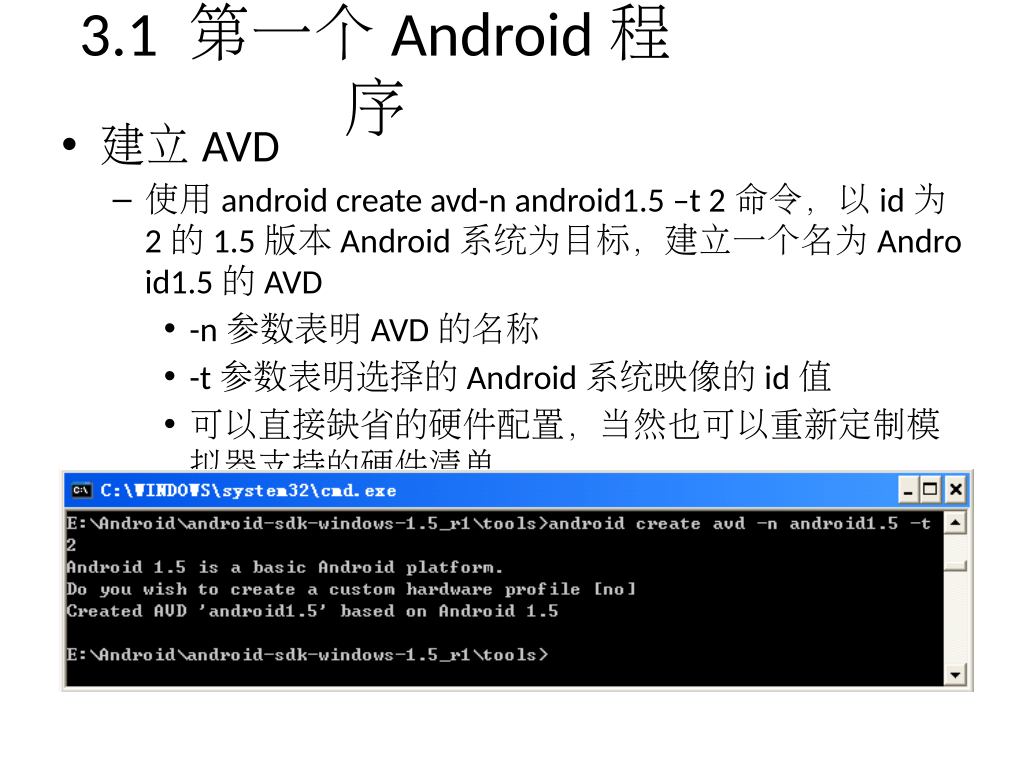 3.1 第一个 Android 程
序
• 建立 AVD
– 使用 android create avd-n android1.5 –t 2 命令，以 id 为
2 的 1.5 版本 Android 系统为目标，建立一个名为 Andro
id1.5 的 AVD
• -n 参数表明 AVD 的名称
• -t 参数表明选择的 Android 系统映像的 id 值
• 可以直接缺省的硬件配置，当然也可以重新定制模
拟器支持的硬件清单
C:\WINDOWS\system32\cmd.exe
E:\Android\android-sdk-windows-1.5_r1\tools>android create avd -n android1.5 -t
2
Android 1.5 is a basic Android platform.
Do you wish to create a custom hardware profile [no]
Created AVD 'android1.5' based on Android 1.5
E:\Android\android-sdk-windows-1.5_r1\tools>